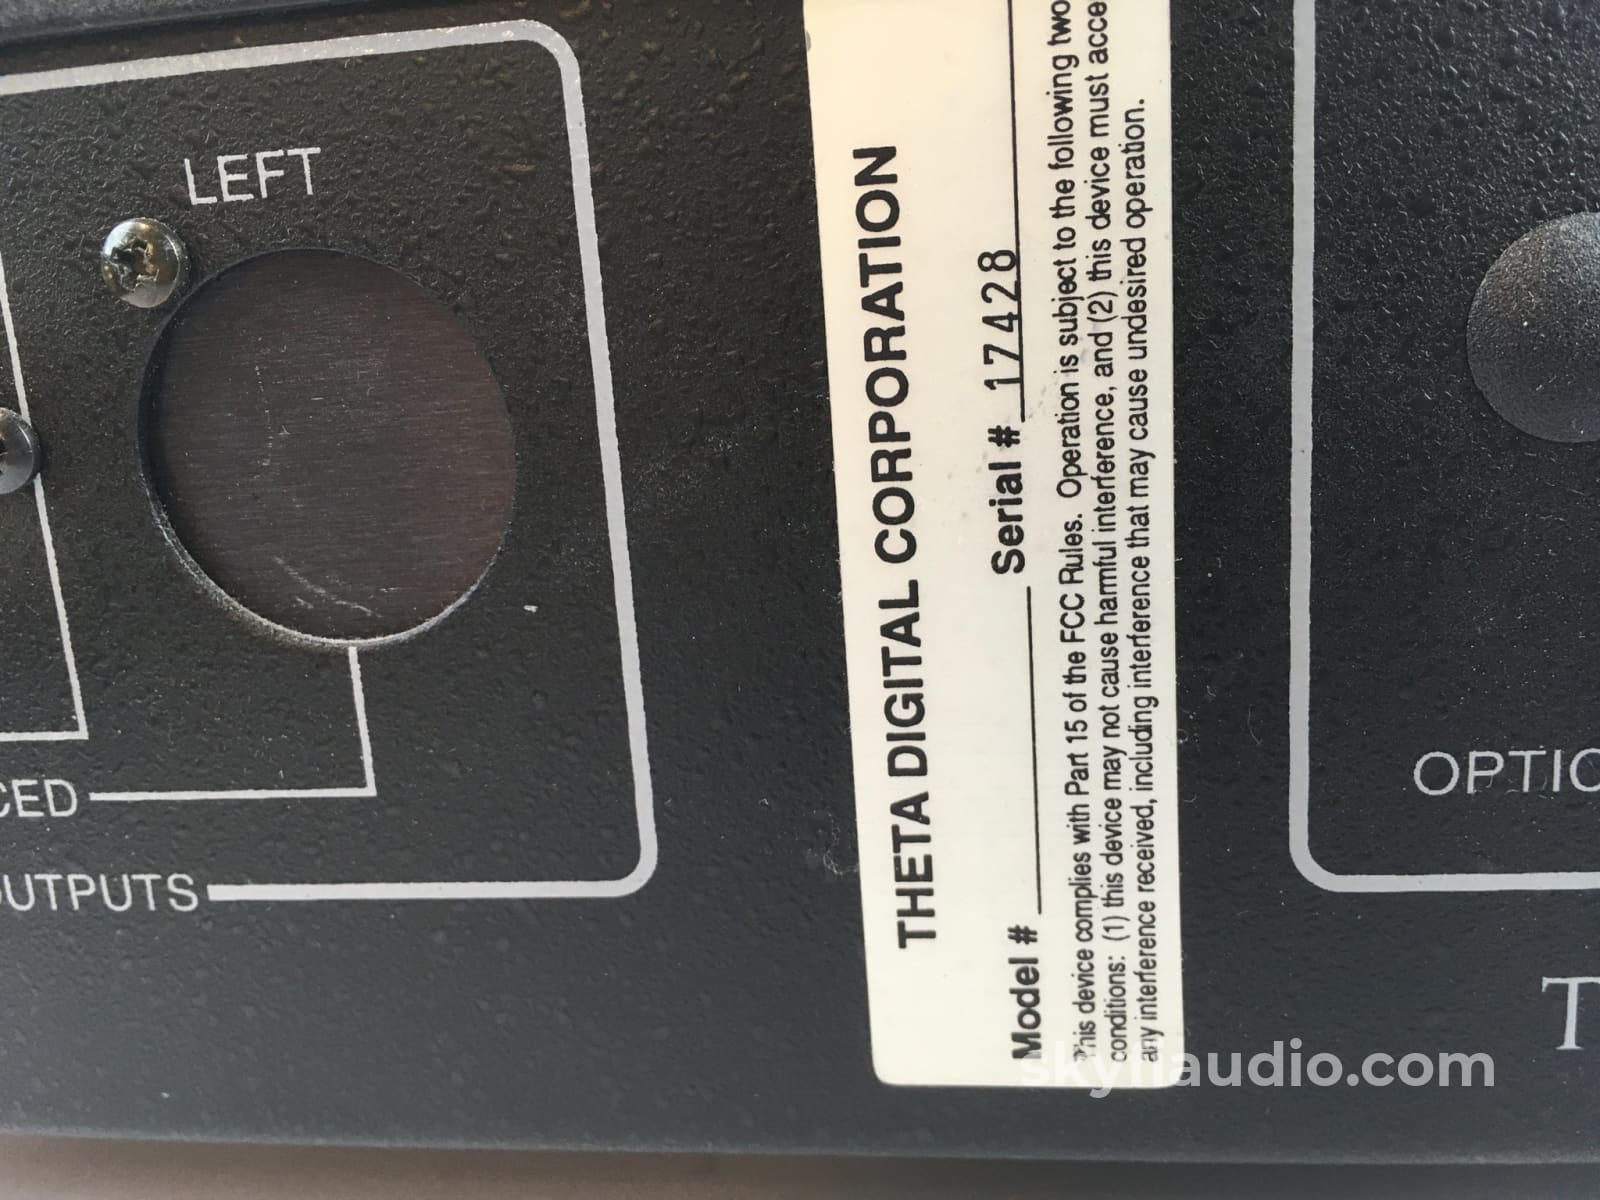 LEFT
CED
OUTPUTS
THETA DIGITAL CORPORATION
Model # Serial # 17428
This device complies with Part 15 of the FCC Rules. Operation is subject to the following two
conditions: (1) this device may not cause harmful interference, and (2) this device must acce
any interference received, including interference that may cause undesired operation.
OPTIC
T
skyfiaudio.com